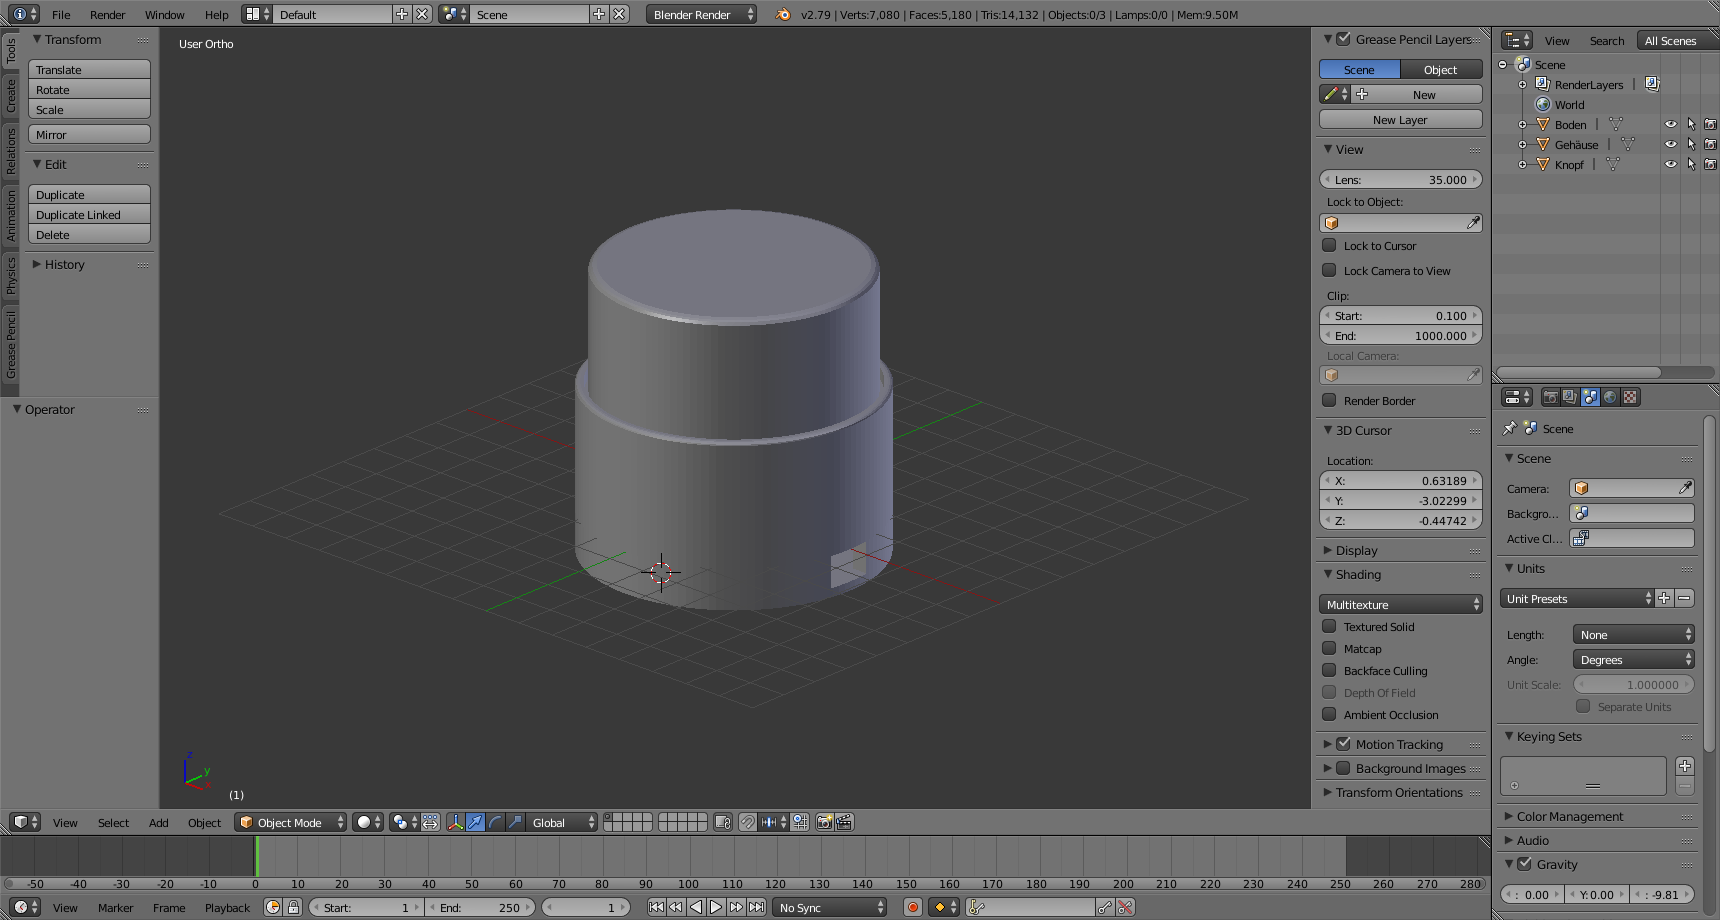 File Render Window Help Default Scene Blender Render v2.79 | Verts:7,080 | Faces:5,180 | Tris:14,132 | Objects:0/3 | Lamps:0/0 | Mem:9.50M
Tools
Create
Relations
Animation
Physics
Grease Pencil
Transform
Translate
Rotate
Scale
Mirror
Edit
Duplicate
Duplicate Linked
Delete
History
Operator
User Ortho
z
y
x
(1)
Grease Pencil Layers
Scene Object
New
New Layer
View
Lens: 35.000
Lock to Object:
Lock to Cursor
Lock Camera to View
Clip:
Start: 0.100
End: 1000.000
Local Camera:
Render Border
3D Cursor
Location:
X: 0.63189
Y: -3.02299
Z: -0.44742
Display
Shading
Multitexture
Textured Solid
Matcap
Backface Culling
Depth Of Field
Ambient Occlusion
Motion Tracking
Background Images
Transform Orientations
View Search All Scenes
Scene
RenderLayers |
World
Boden |
Gehäuse |
Knopf |
Scene
Scene
Camera:
Backgro...
Active Cl...
Units
Unit Presets
Length: None
Angle: Degrees
Unit Scale: 1.000000
Separate Units
Keying Sets
Color Management
Audio
Gravity
: 0.00 Y: 0.00 : -9.81
View Select Add Object Object Mode Global
-50 -40 -30 -20 -10 0 10 20 30 40 50 60 70 80 90 100 110 120 130 140 150 160 170 180 190 200 210 220 230 240 250 260 270 280
View Marker Frame Playback Start: 1 End: 250 1 No Sync